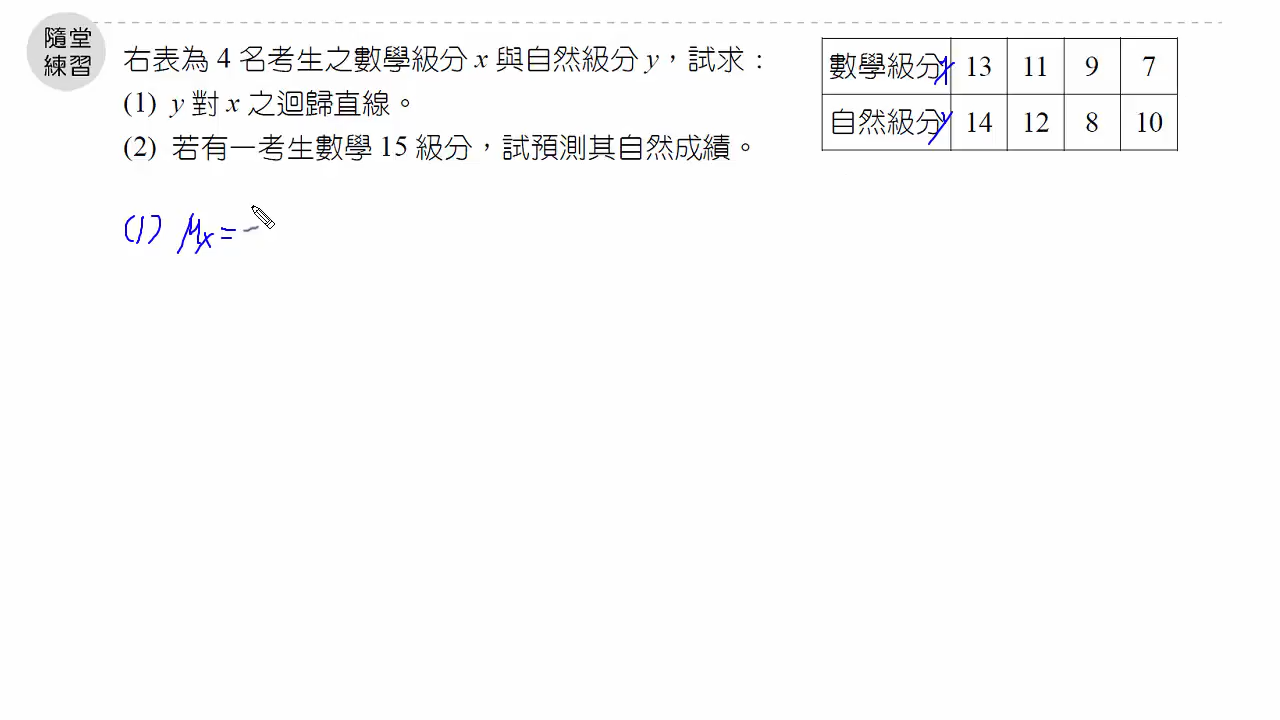 隨堂
練習
右表為 4 名考生之數學級分 x 與自然級分 y，試求：
(1) y 對 x 之迴歸直線。
(2) 若有一考生數學 15 級分，試預測其自然成績。
數學級分 x 13 11 9 7
自然級分 y 14 12 8 10
(1) μx =